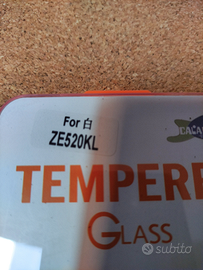 For 白
ZE520KL
TEMPERE
GLASS
subito